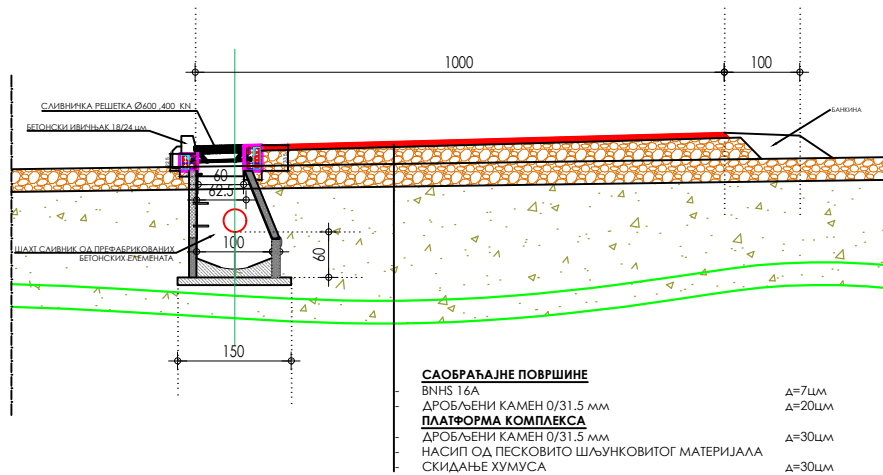 1000
100
СЛИВНИЧКА РЕШЕТКА Ø600 ,400 KN
БАНКИНА
БЕТОНСКИ ИВИЧЊАК 18/24 цм
60
62.5
100
60
ШАХТ СЛИВНИК ОД ПРЕФАБРИКОВАНИХ
БЕТОНСКИХ ЕЛЕМЕНАТА
150
САОБРАЋАЈНЕ ПОВРШИНЕ
- BNHS 16A д=7ЦМ
- ДРОБЉЕНИ КАМЕН 0/31.5 мм д=20ЦМ
ПЛАТФОРМА КОМПЛЕКСА
- ДРОБЉЕНИ КАМЕН 0/31.5 мм д=30ЦМ
- НАСИП ОД ПЕСКОВИТО ШЉУНКОВИТОГ МАТЕРИЈАЛА
- СКИДАЊЕ ХУМУСА д=30ЦМ